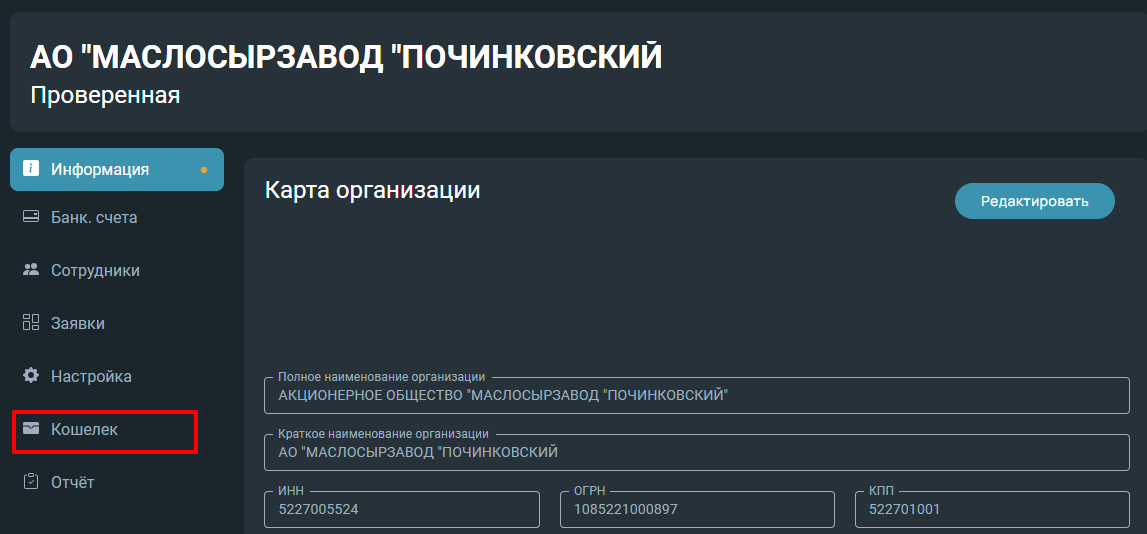 АО "МАСЛОСЫРЗАВОД "ПОЧИНКОВСКИЙ
Проверенная
Информация
Банк. счета
Сотрудники
Заявки
Настройка
Кошелек
Отчёт
Карта организации
Редактировать
Полное наименование организации
АКЦИОНЕРНОЕ ОБЩЕСТВО "МАСЛОСЫРЗАВОД "ПОЧИНКОВСКИЙ"
Краткое наименование организации
АО "МАСЛОСЫРЗАВОД "ПОЧИНКОВСКИЙ
ИНН
5227005524
ОГРН
1085221000897
КПП
522701001